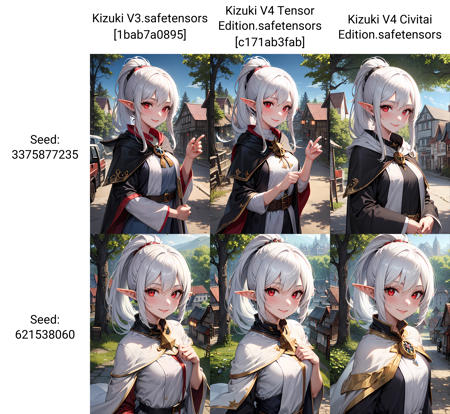 Kizuki V3.safetensors
[1bab7a0895]
Kizuki V4 Tensor
Edition.safetensors
[c171ab3fab]
Kizuki V4 Civitai
Edition.safetensors
Seed:
3375877235
Seed:
621538060